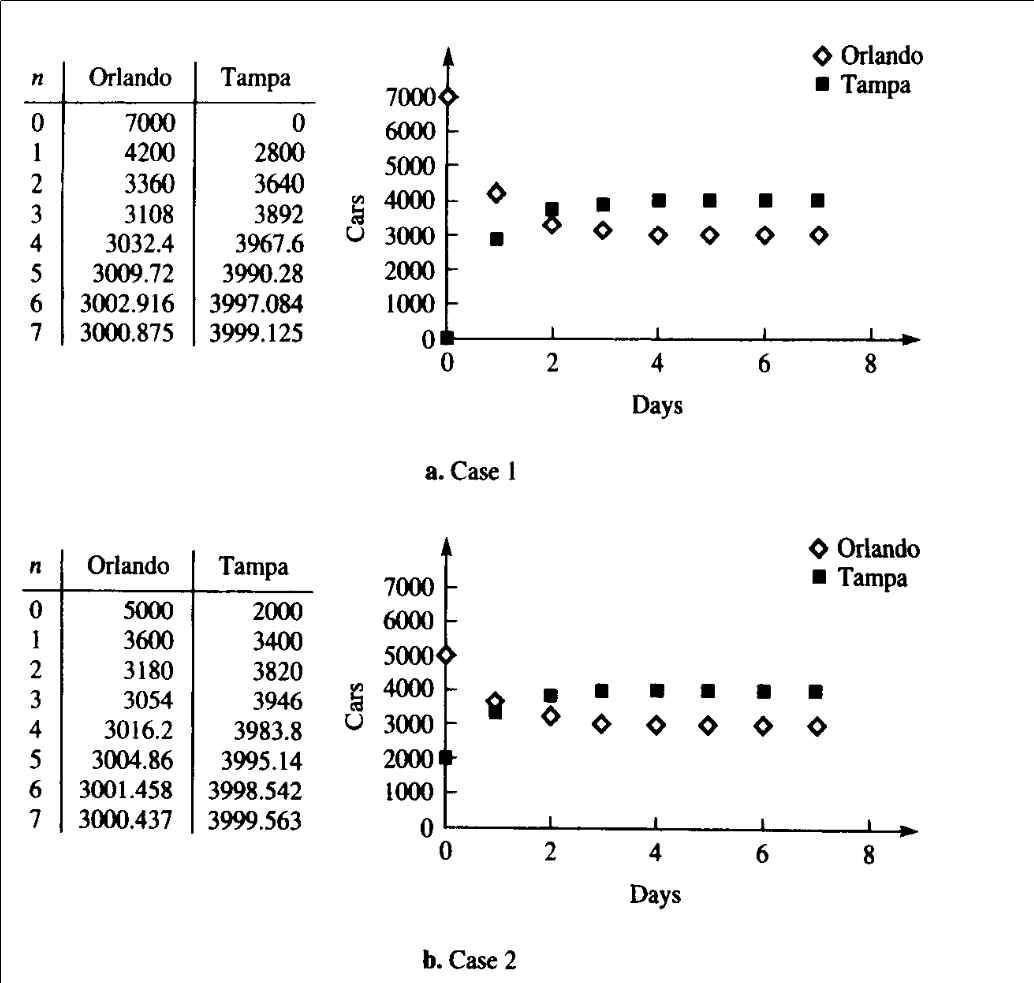 n Orlando Tampa
0 7000 0
1 4200 2800
2 3360 3640
3 3108 3892
4 3032.4 3967.6
5 3009.72 3990.28
6 3002.916 3997.084
7 3000.875 3999.125
Orlando
Tampa
7000
6000
5000
4000
3000
2000
1000
0
Cars
0 2 4 6 8
Days
a. Case 1
n Orlando Tampa
0 5000 2000
1 3600 3400
2 3180 3820
3 3054 3946
4 3016.2 3983.8
5 3004.86 3995.14
6 3001.458 3998.542
7 3000.437 3999.563
Orlando
Tampa
7000
6000
5000
4000
3000
2000
1000
0
Cars
0 2 4 6 8
Days
b. Case 2